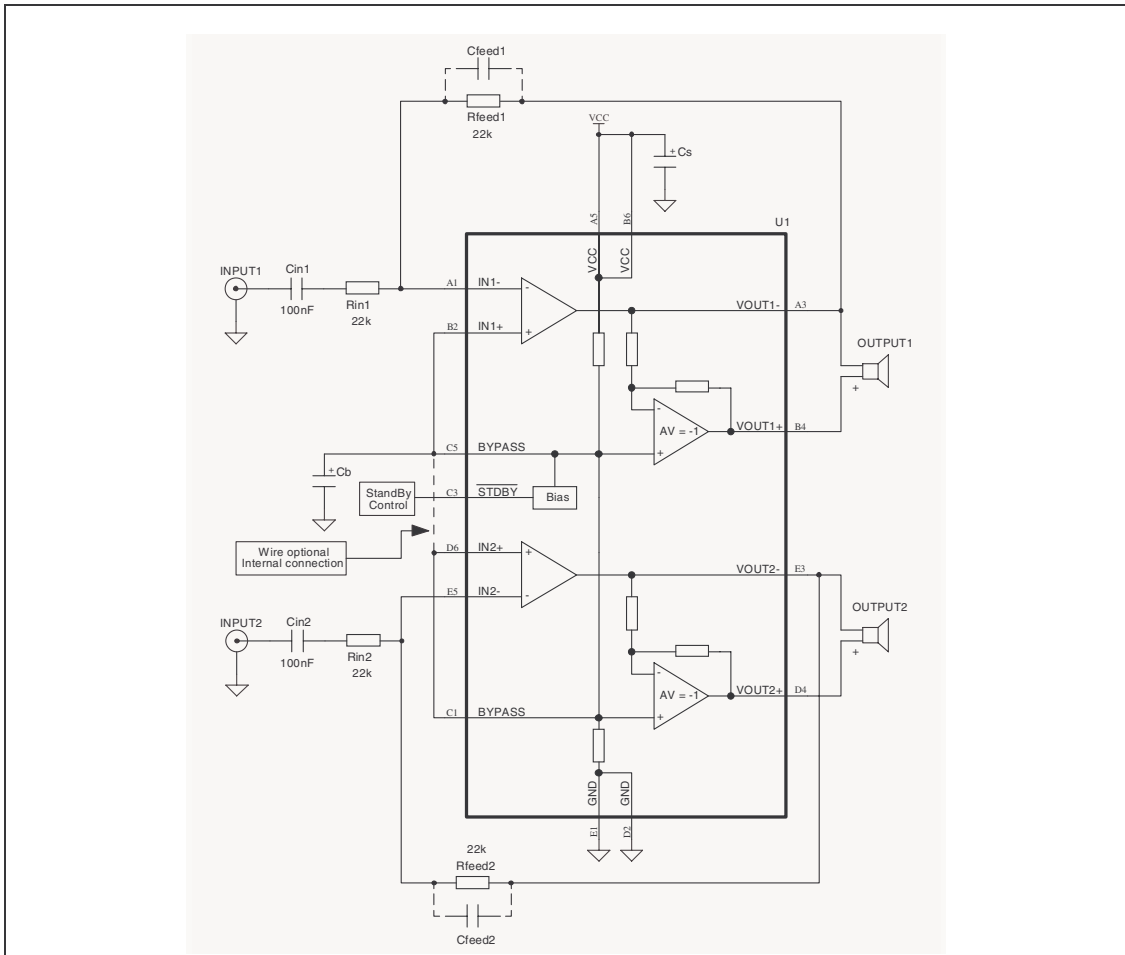 Cfeed1
Rfeed1
22k
VCC
+ Cs
A5
B6
U1
VCC
VCC
INPUT1
Cin1
100nF
Rin1
22k
A1
IN1-
-
B2
IN1+
+
VOUT1-
A3
OUTPUT1
+
-
AV = -1
+
VOUT1+
B4
C5
BYPASS
+ Cb
StandBy
Control
C3
STDBY
Bias
Wire optional
Internal connection
D6
IN2+
+
E5
IN2-
-
VOUT2-
E3
OUTPUT2
+
INPUT2
Cin2
100nF
Rin2
22k
-
AV = -1
+
VOUT2+
D4
C1
BYPASS
GND
GND
E1
D2
22k
Rfeed2
Cfeed2